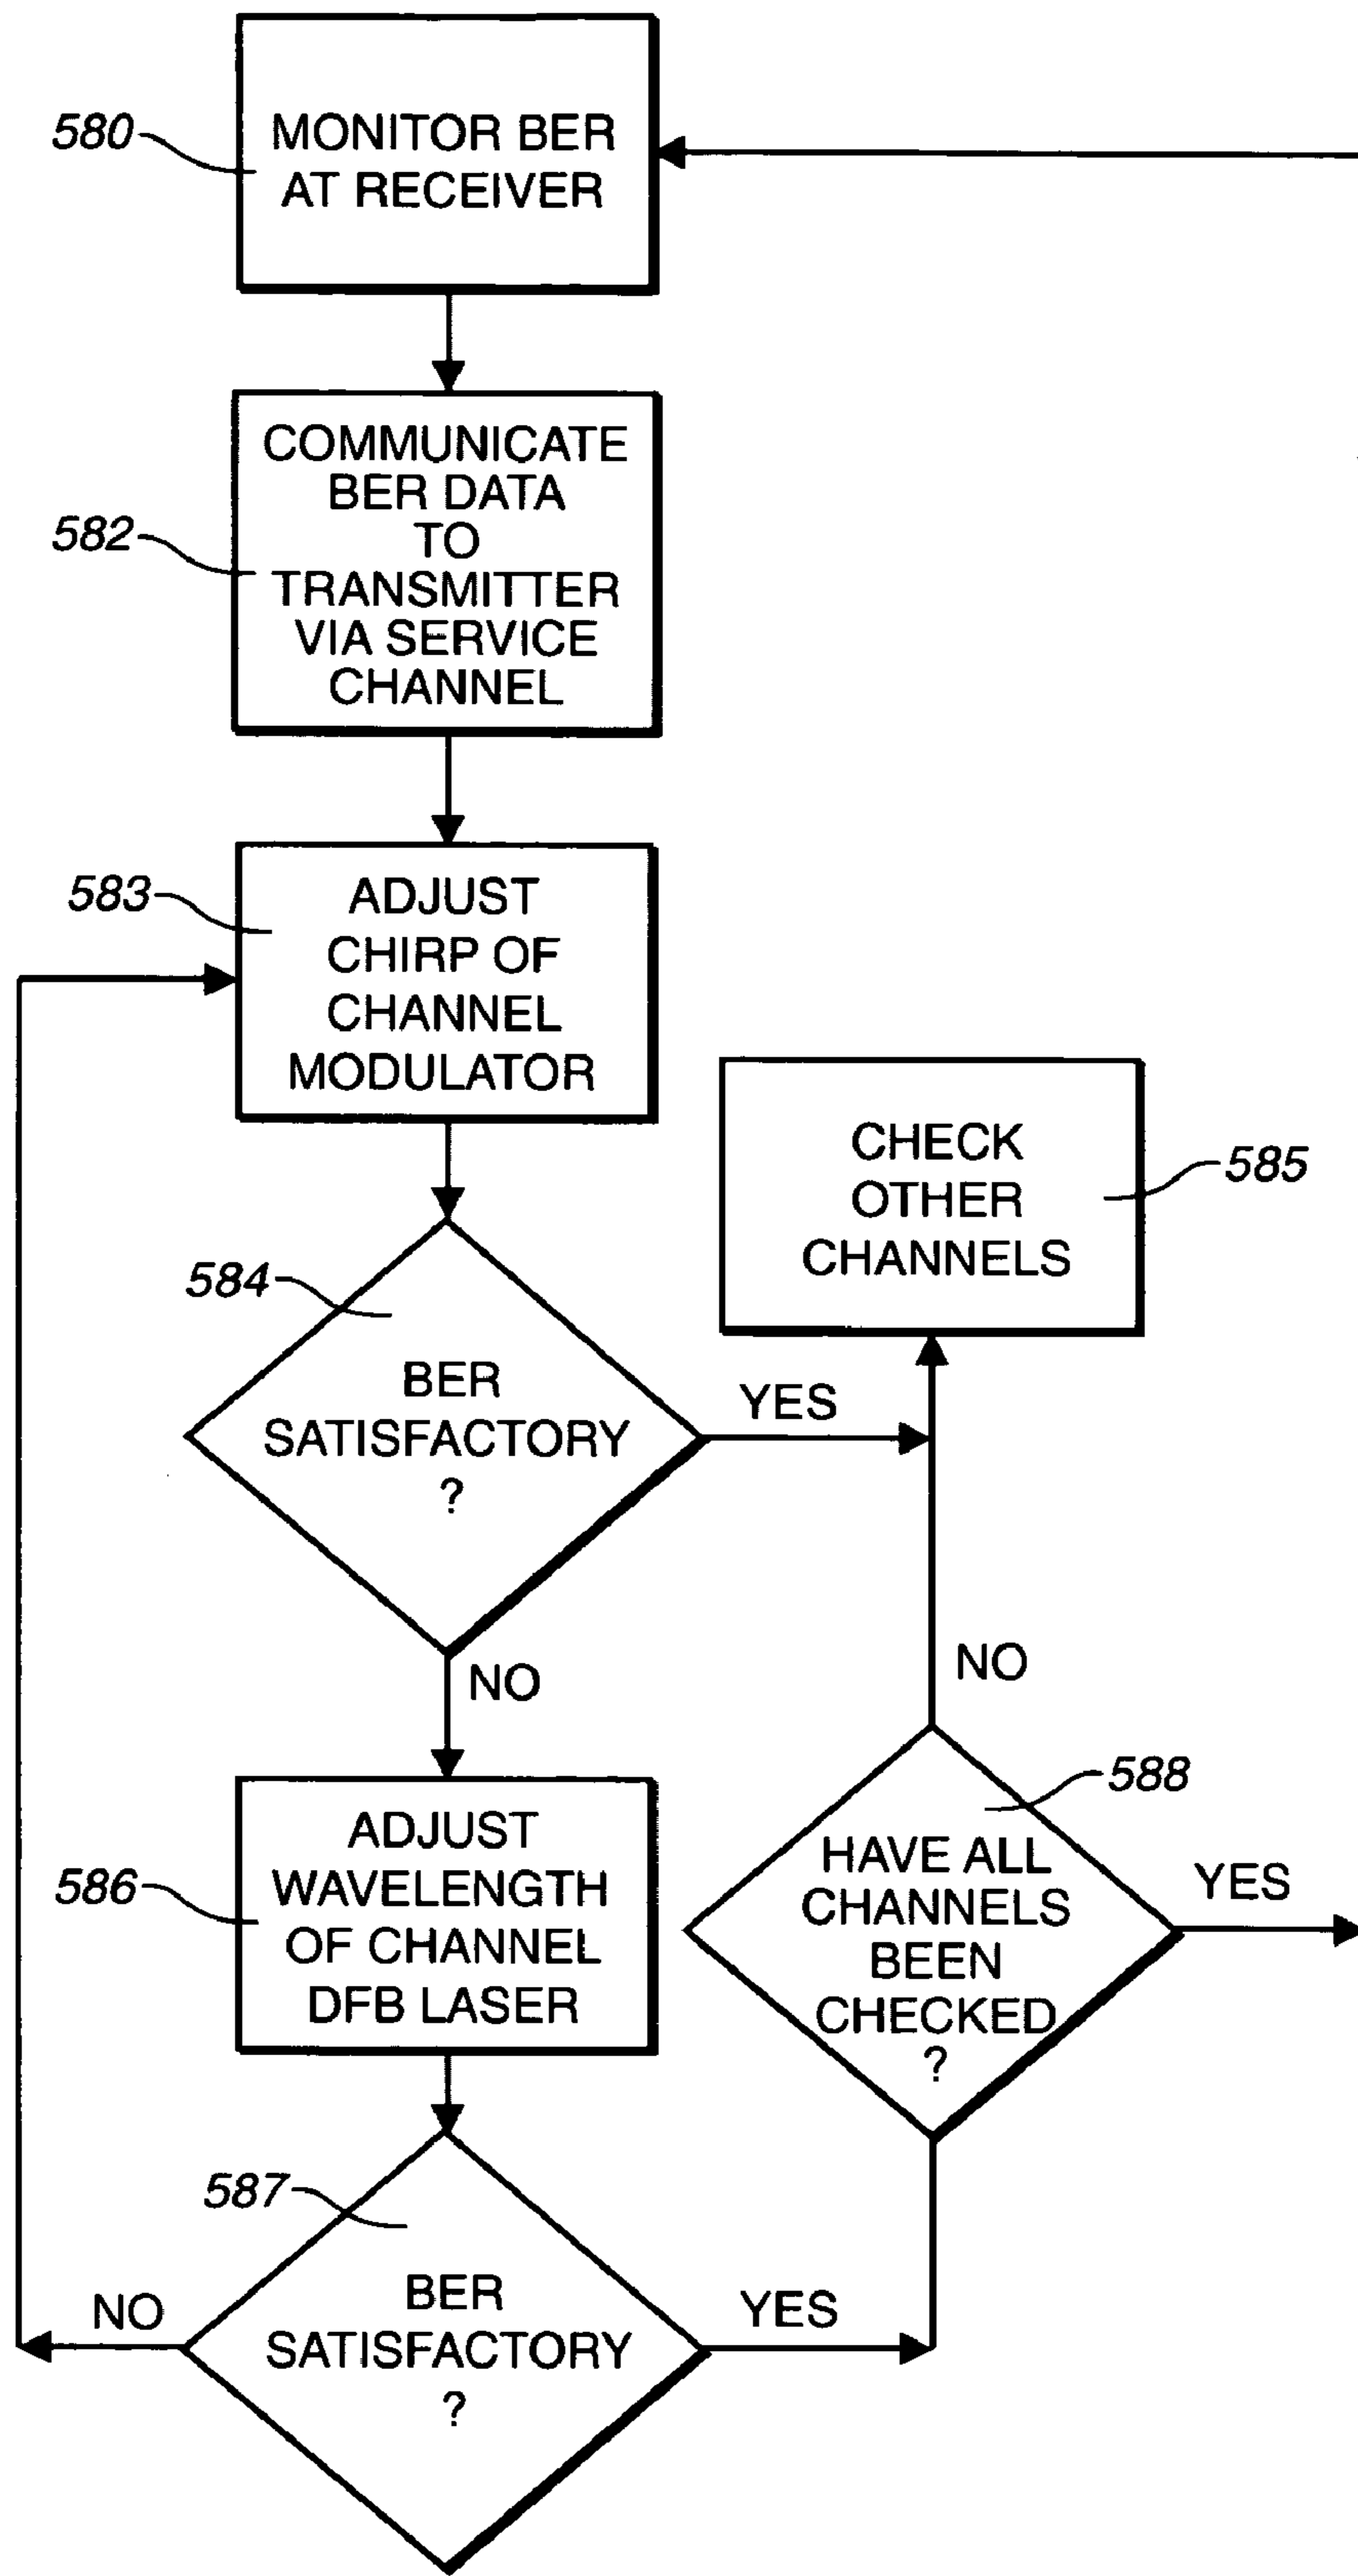 580
MONITOR BER
AT RECEIVER
582
COMMUNICATE
BER DATA
TO
TRANSMITTER
VIA SERVICE
CHANNEL
583
ADJUST
CHIRP OF
CHANNEL
MODULATOR
CHECK
OTHER
CHANNELS
585
584
BER
SATISFACTORY
?
YES
NO
NO
586
ADJUST
WAVELENGTH
OF CHANNEL
DFB LASER
588
HAVE ALL
CHANNELS
BEEN
CHECKED
?
YES
587
BER
SATISFACTORY
?
NO
YES